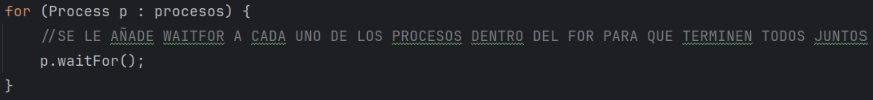 for (Process p : procesos) {
//SE LE AÑADE WAITFOR A CADA UNO DE LOS PROCESOS DENTRO DEL FOR PARA QUE TERMINEN TODOS JUNTOS
p.waitFor();
}